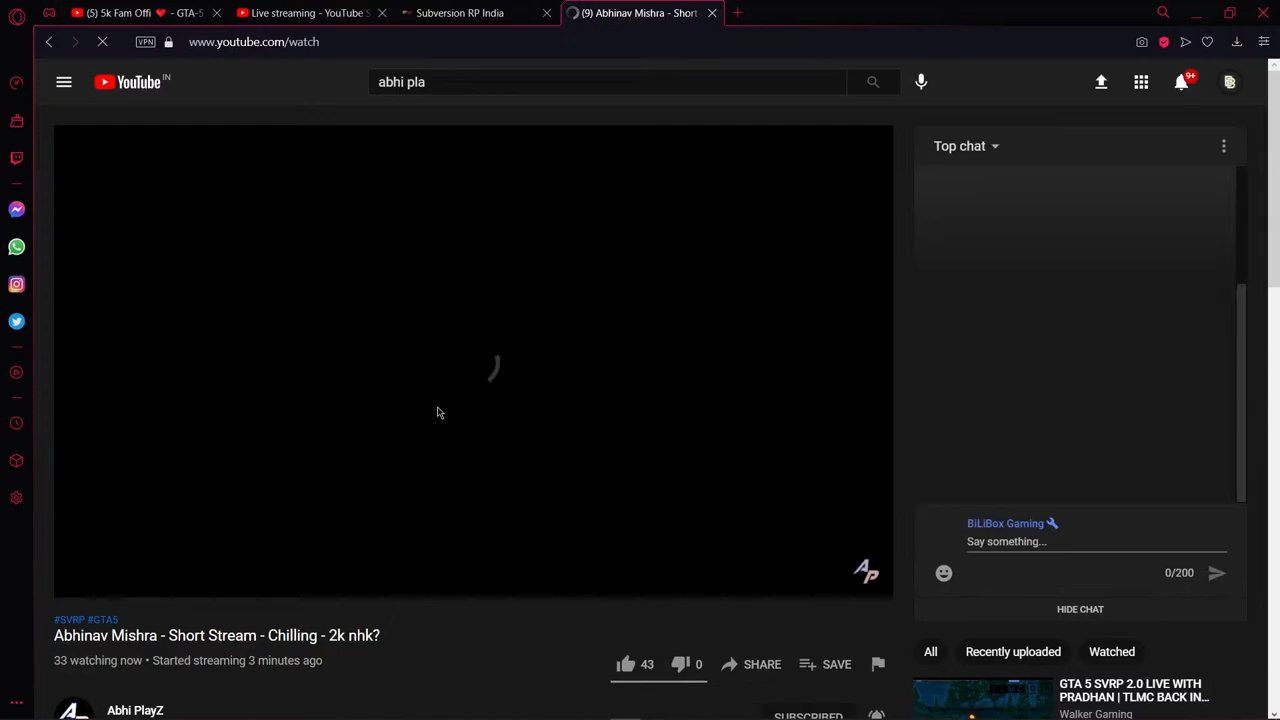 (5) 5k Fam Offi ❤ - GTA-5
Live streaming - YouTube S
Subversion RP India
(9) Abhinav Mishra - Short
VPN
www.youtube.com/watch
YouTube IN
abhi pla
9+
Top chat
BiLiBox Gaming
Say something...
0/200
HIDE CHAT
AP
#SVRP #GTA5
Abhinav Mishra - Short Stream - Chilling - 2k nhk?
33 watching now • Started streaming 3 minutes ago
43
0
SHARE
SAVE
Abhi PlayZ
SUBSCRIBED
All
Recently uploaded
Watched
GTA 5 SVRP 2.0 LIVE WITH
PRADHAN | TLMC BACK IN...
Walker Gaming